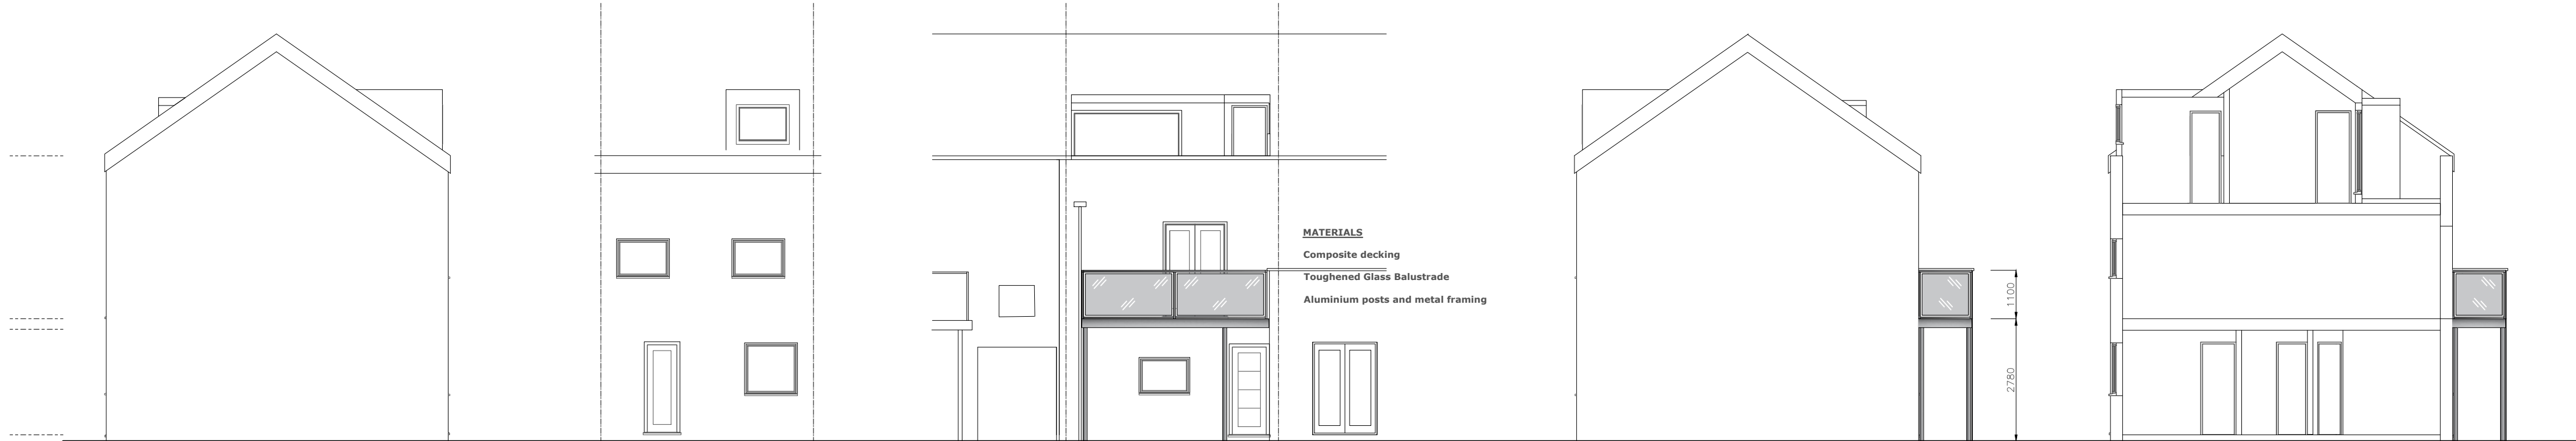 MATERIALS
Composite decking
Toughened Glass Balustrade
Aluminium posts and metal framing
1100
2780